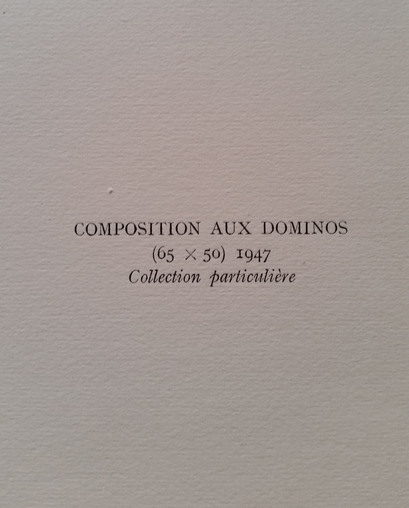 COMPOSITION AUX DOMINOS
(65 × 50) 1947
Collection particulière